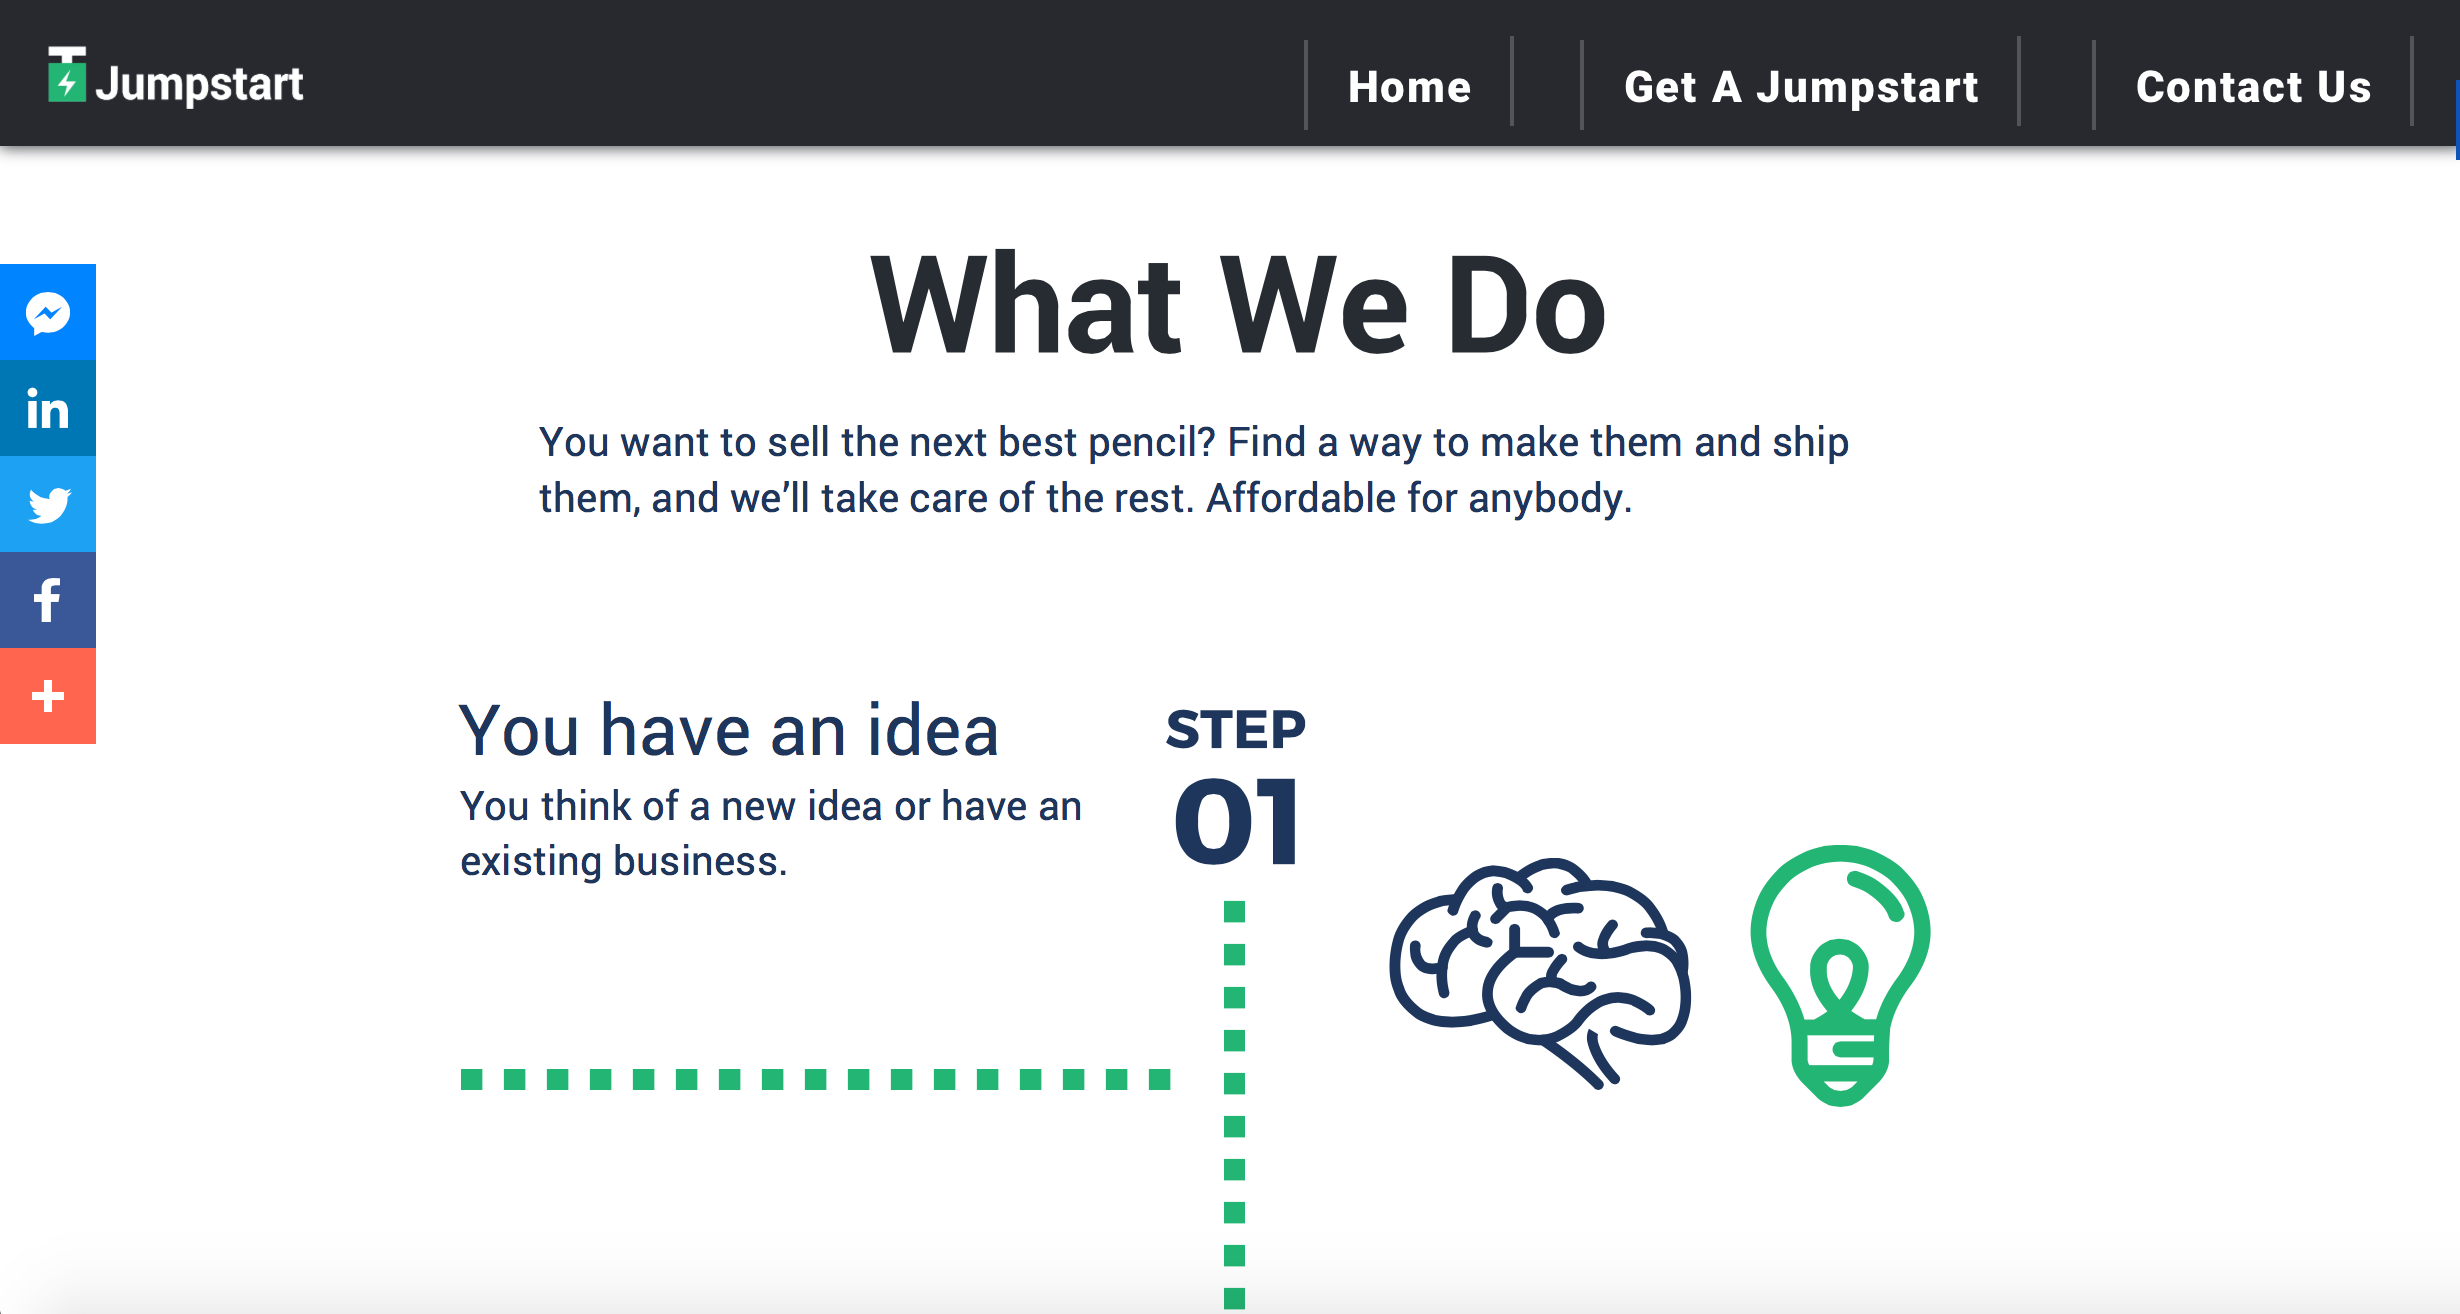 Jumpstart
Home
Get A Jumpstart
Contact Us
What We Do
You want to sell the next best pencil? Find a way to make them and ship
them, and we’ll take care of the rest. Affordable for anybody.
in
f
You have an idea
You think of a new idea or have an
existing business.
STEP
01